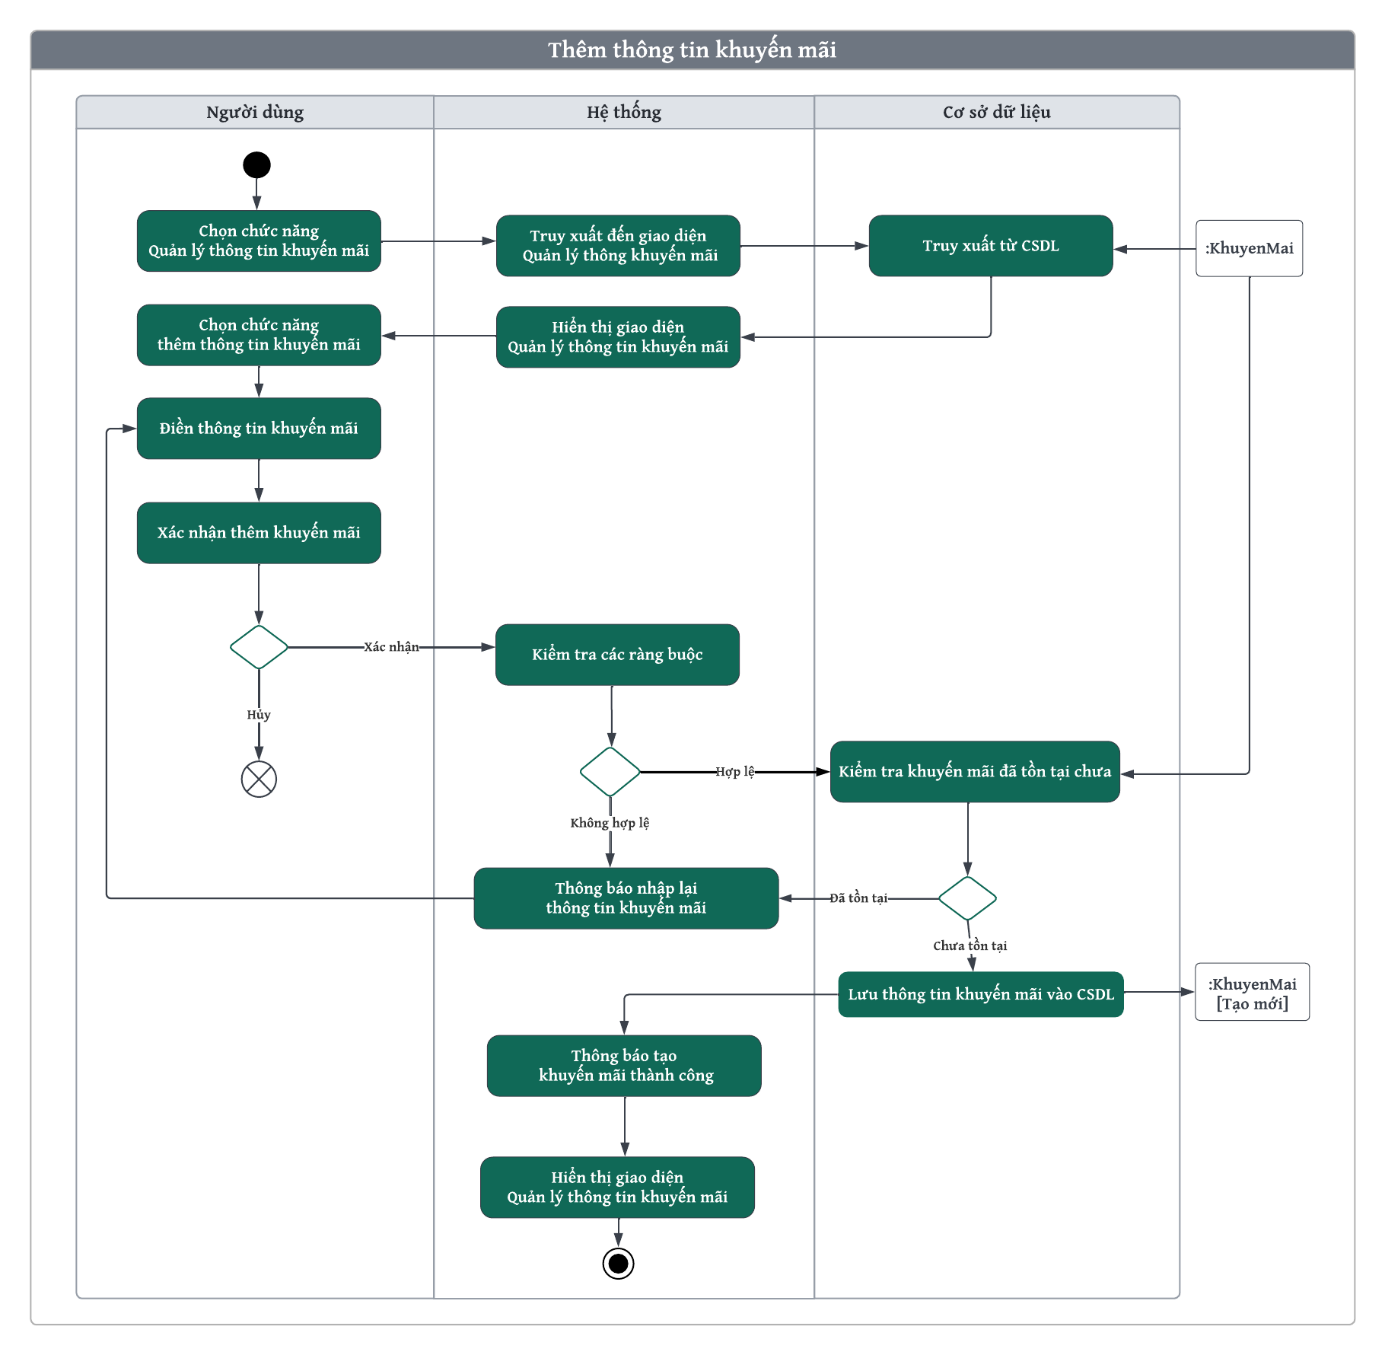 Thêm thông tin khuyến mãi
Người dùng
Hệ thống
Cơ sở dữ liệu
Chọn chức năng
Quản lý thông tin khuyến mãi
Truy xuất đến giao diện
Quản lý thông khuyến mãi
Truy xuất từ CSDL
:KhuyenMai
Chọn chức năng
thêm thông tin khuyến mãi
Hiển thị giao diện
Quản lý thông tin khuyến mãi
Điền thông tin khuyến mãi
Xác nhận thêm khuyến mãi
Xác nhận
Kiểm tra các ràng buộc
Hủy
Hợp lệ
Kiểm tra khuyến mãi đã tồn tại chưa
Không hợp lệ
Thông báo nhập lại
thông tin khuyến mãi
Đã tồn tại
Chưa tồn tại
Lưu thông tin khuyến mãi vào CSDL
:KhuyenMai
[Tạo mới]
Thông báo tạo
khuyến mãi thành công
Hiển thị giao diện
Quản lý thông tin khuyến mãi